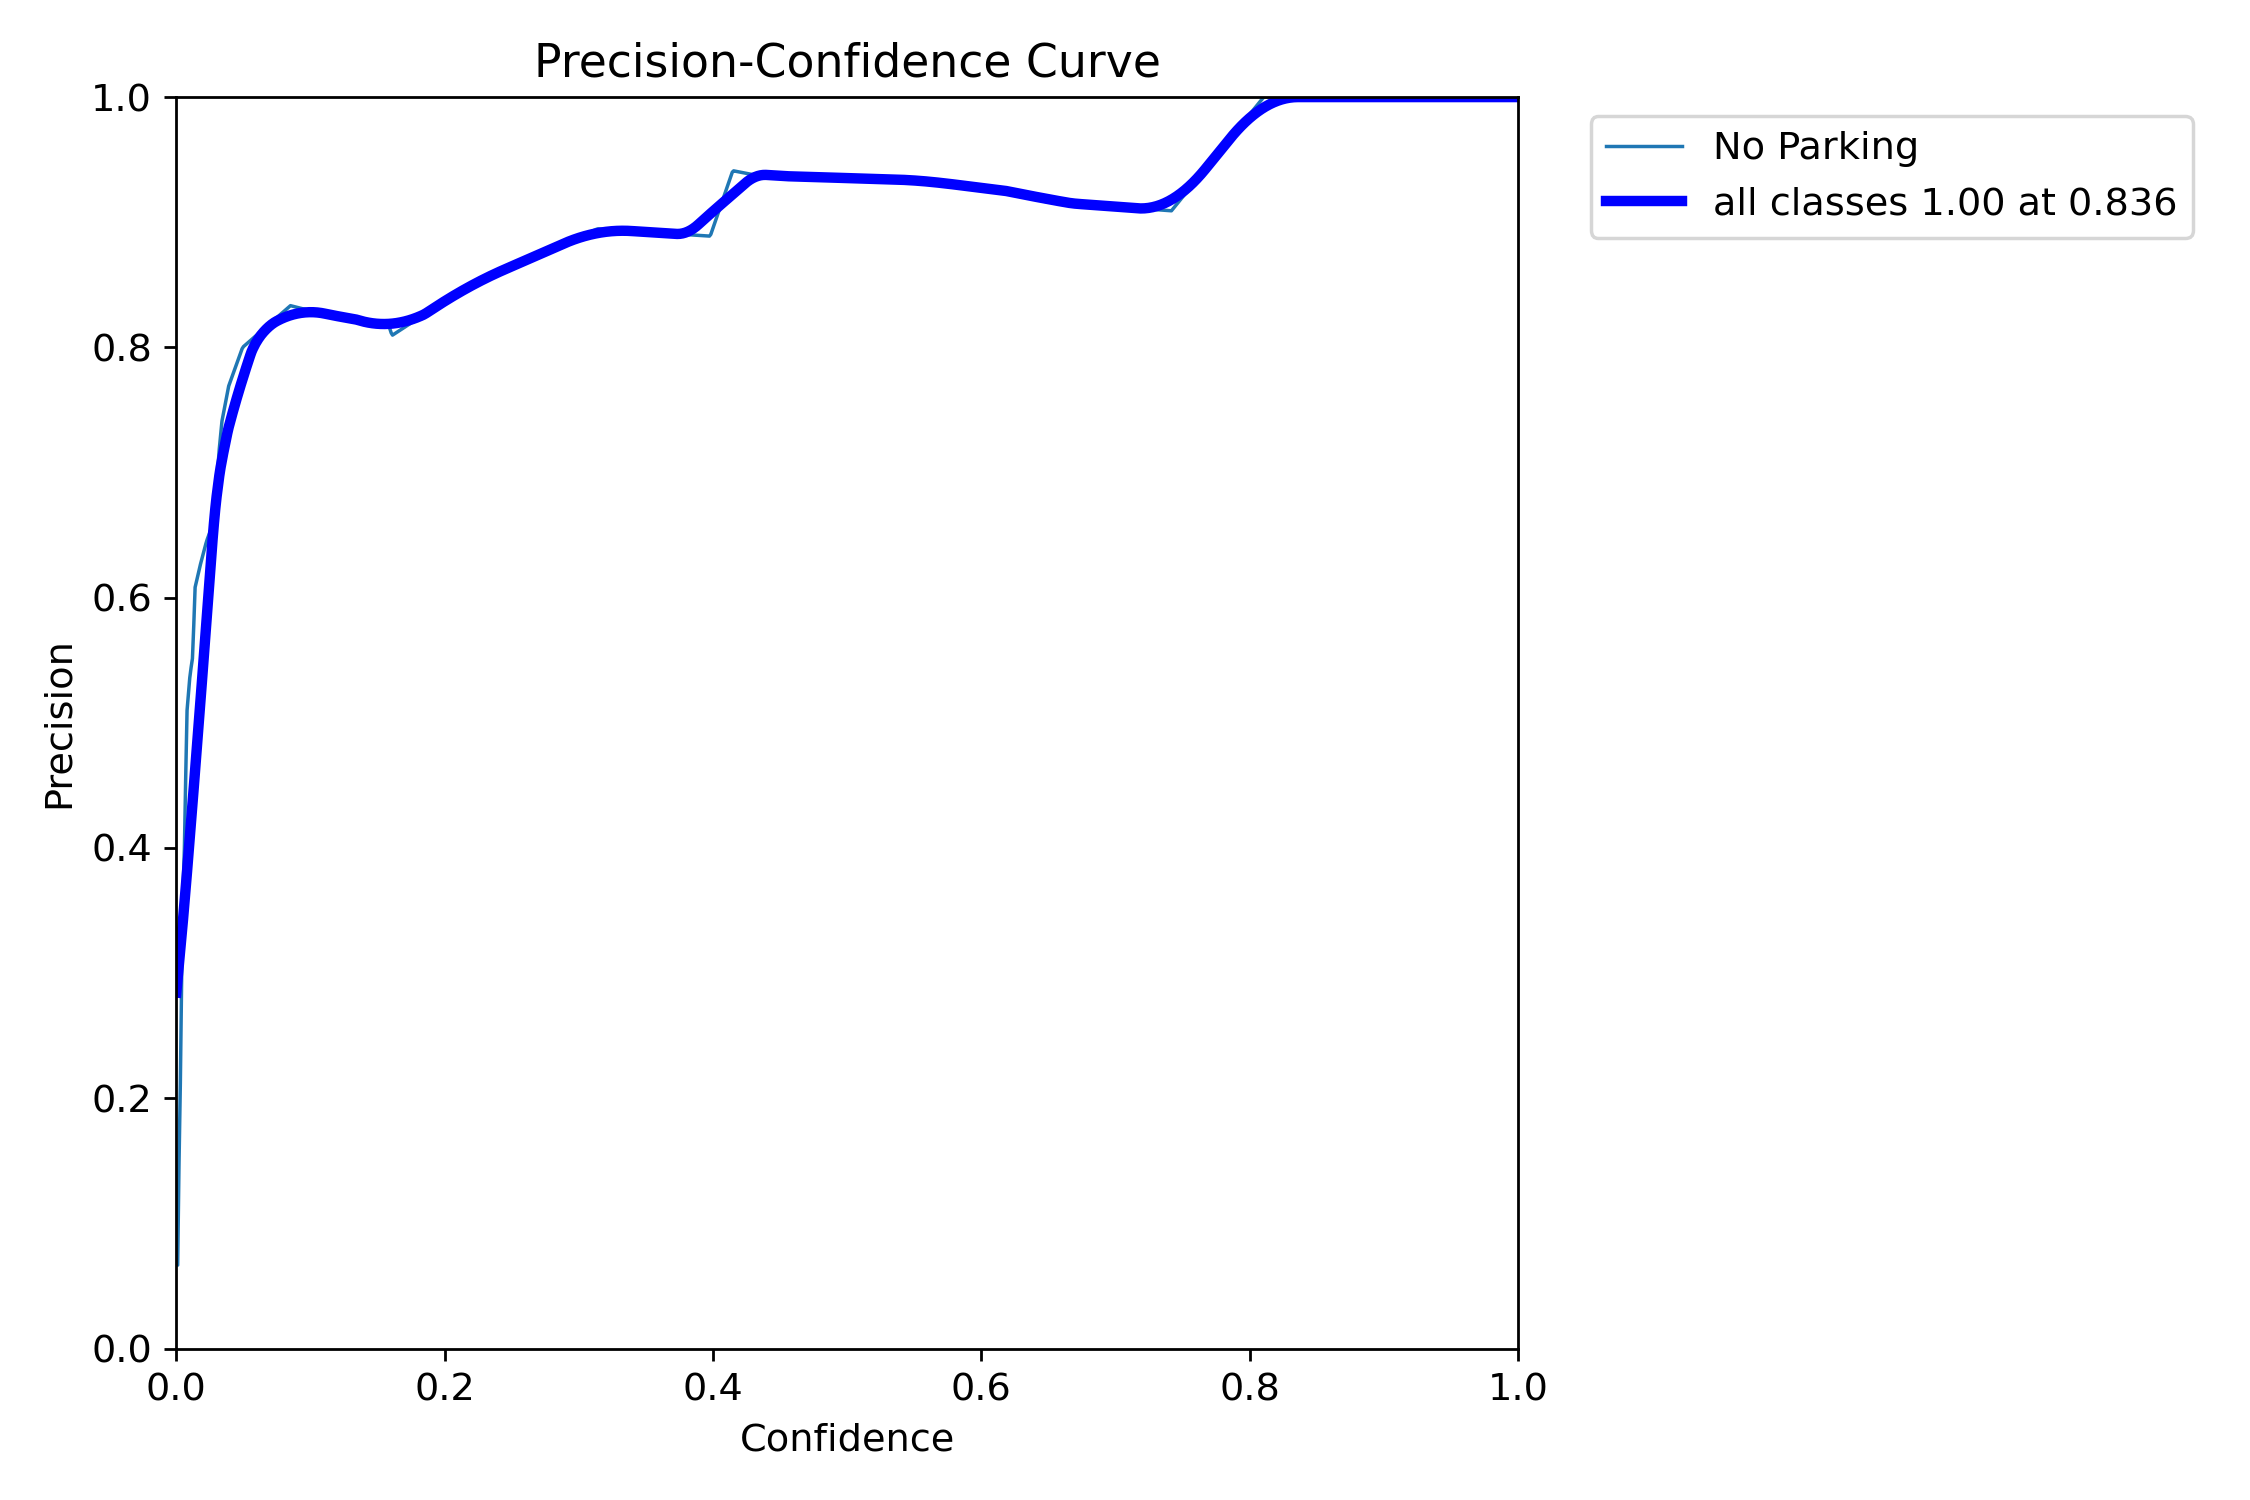 Precision-Confidence Curve
1.0
0.8
0.6
0.4
0.2
0.0
Precision
0.0 0.2 0.4 0.6 0.8 1.0
Confidence
No Parking
all classes 1.00 at 0.836